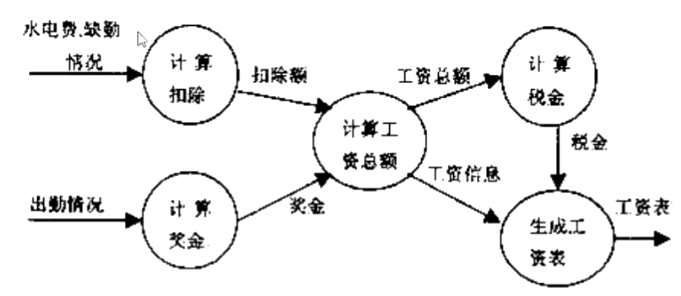 水电费、缺勤
情况
计算
扣除
扣除额
计算工
资总额
工资总额
计算
税金
税金
出勤情况
计算
奖金
奖金
工资信息
生成工
资表
工资表